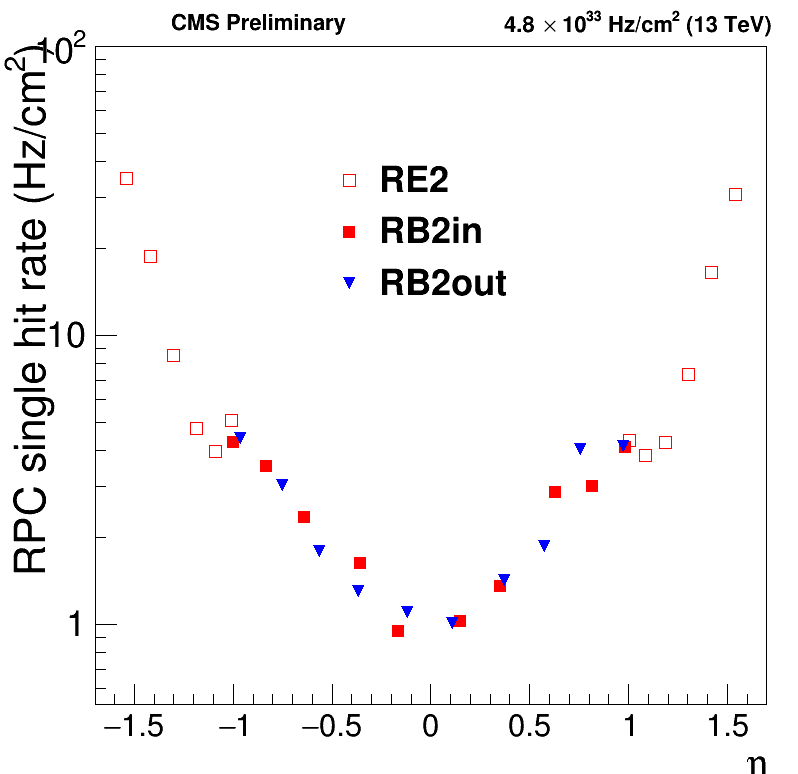 CMS Preliminary
4.8 × 10³³ Hz/cm² (13 TeV)
RPC single hit rate (Hz/cm²)
10²
10
1
RE2
RB2in
RB2out
−1.5 −1 −0.5 0 0.5 1 1.5
η